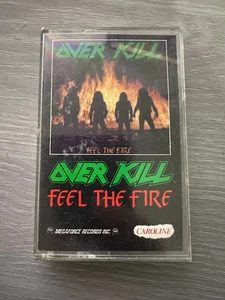 OVER KILL
FEEL THE FIRE
OVER KILL
FEEL THE FIRE
MEGAFORCE RECORDS INC.
CAROLINE